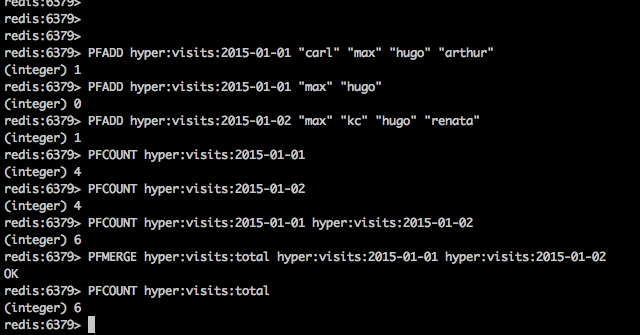 redis:6379>
redis:6379>
redis:6379>
redis:6379> PFADD hyper:visits:2015-01-01 "carl" "max" "hugo" "arthur"
(integer) 1
redis:6379> PFADD hyper:visits:2015-01-01 "max" "hugo"
(integer) 0
redis:6379> PFADD hyper:visits:2015-01-02 "max" "kc" "hugo" "renata"
(integer) 1
redis:6379> PFCOUNT hyper:visits:2015-01-01
(integer) 4
redis:6379> PFCOUNT hyper:visits:2015-01-02
(integer) 4
redis:6379> PFCOUNT hyper:visits:2015-01-01 hyper:visits:2015-01-02
(integer) 6
redis:6379> PFMERGE hyper:visits:total hyper:visits:2015-01-01 hyper:visits:2015-01-02
OK
redis:6379> PFCOUNT hyper:visits:total
(integer) 6
redis:6379>